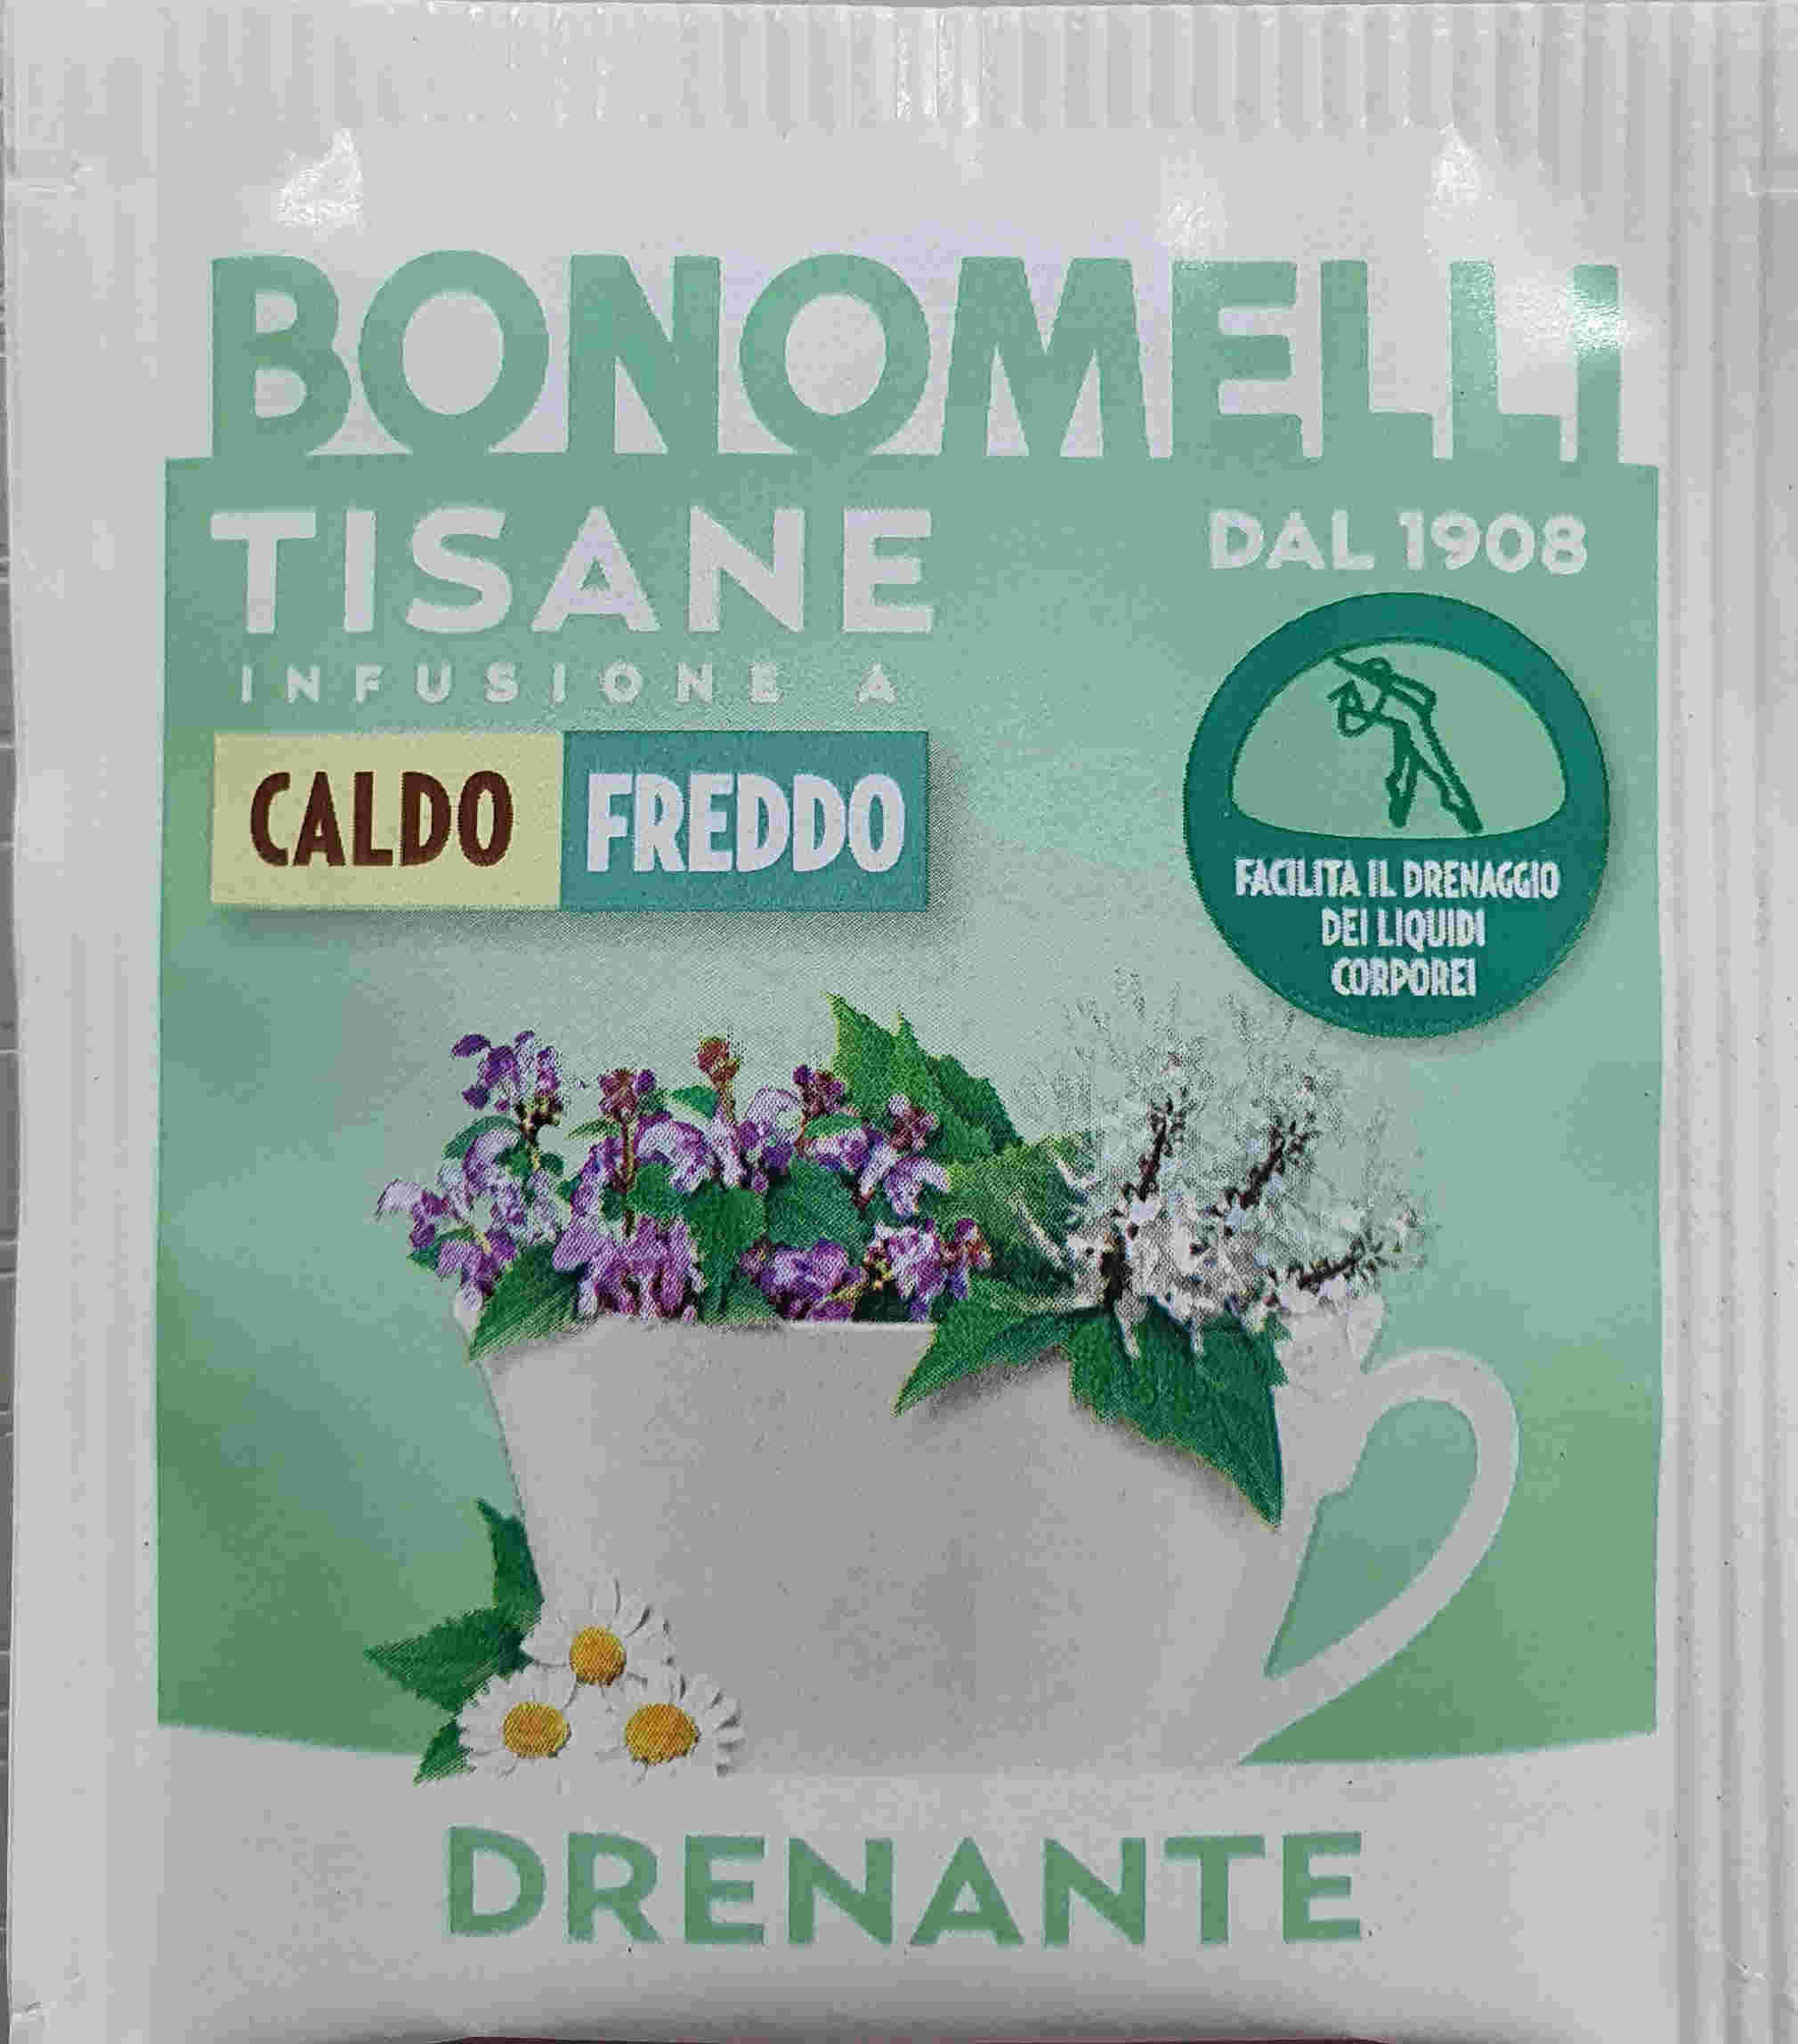 BONOMELLI
TISANE
DAL 1908
INFUSIONE A
CALDO FREDDO
FACILITA IL DRENAGGIO
DEI LIQUIDI
CORPOREI
DRENANTE